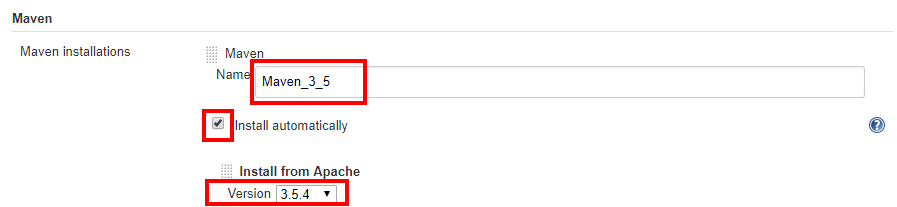 Maven
Maven installations
Maven
Name
Maven_3_5
Install automatically
?
Install from Apache
Version 3.5.4